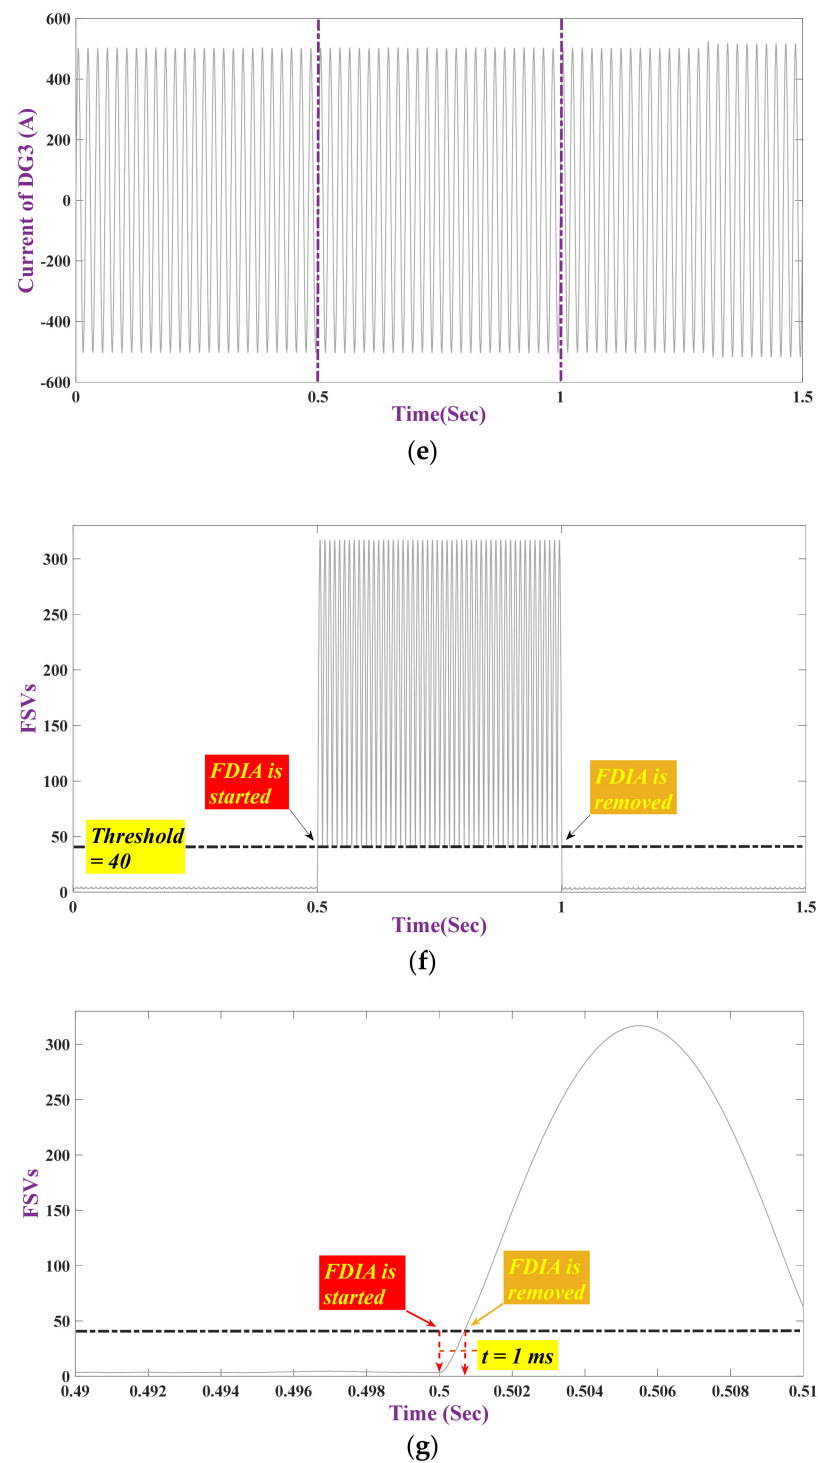 600
400
200
0
-200
-400
-600
Current of DG3 (A)
0 0.5 1 1.5
Time(Sec)
(e)
300
250
200
150
100
50
0
FSVs
FDIA is
started
FDIA is
removed
Threshold
= 40
0 0.5 1 1.5
Time(Sec)
(f)
300
250
200
150
100
50
0
FSVs
FDIA is
started
FDIA is
removed
t = 1 ms
0.49 0.492 0.494 0.496 0.498 0.5 0.502 0.504 0.506 0.508 0.51
Time (Sec)
(g)